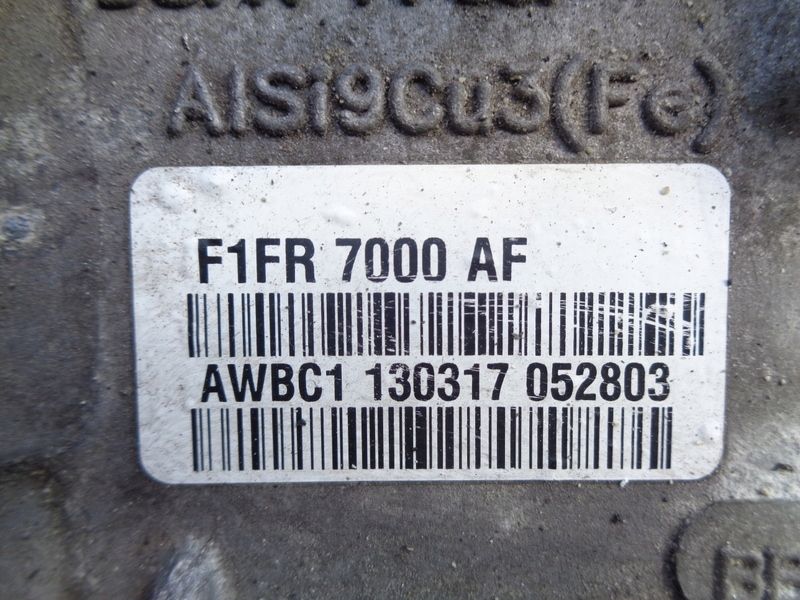 AlSi9Cu3(Fe)
F1FR 7000 AF
AWBC1 130317 052803